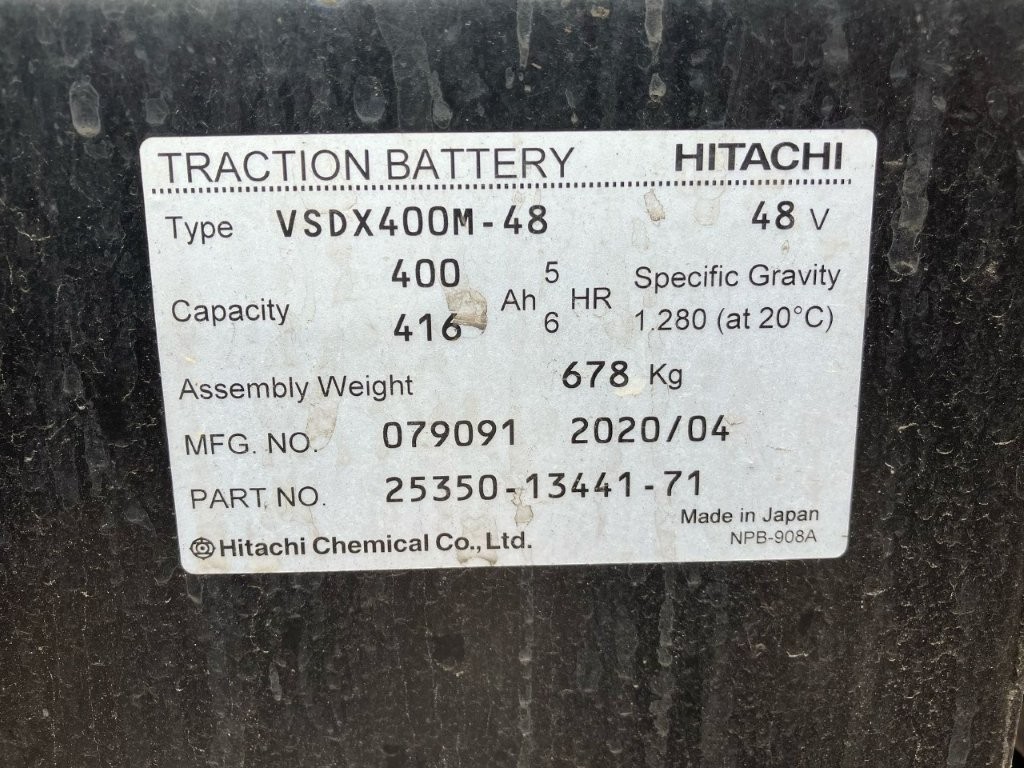 TRACTION BATTERY HITACHI
Type VSDX400M-48 48 V
Capacity 400 Ah 5 HR Specific Gravity
416 6 1.280 (at 20°C)
Assembly Weight 678 Kg
MFG. NO. 079091 2020/04
PART, NO. 25350-13441-71
Made in Japan
Hitachi Chemical Co., Ltd. NPB-908A